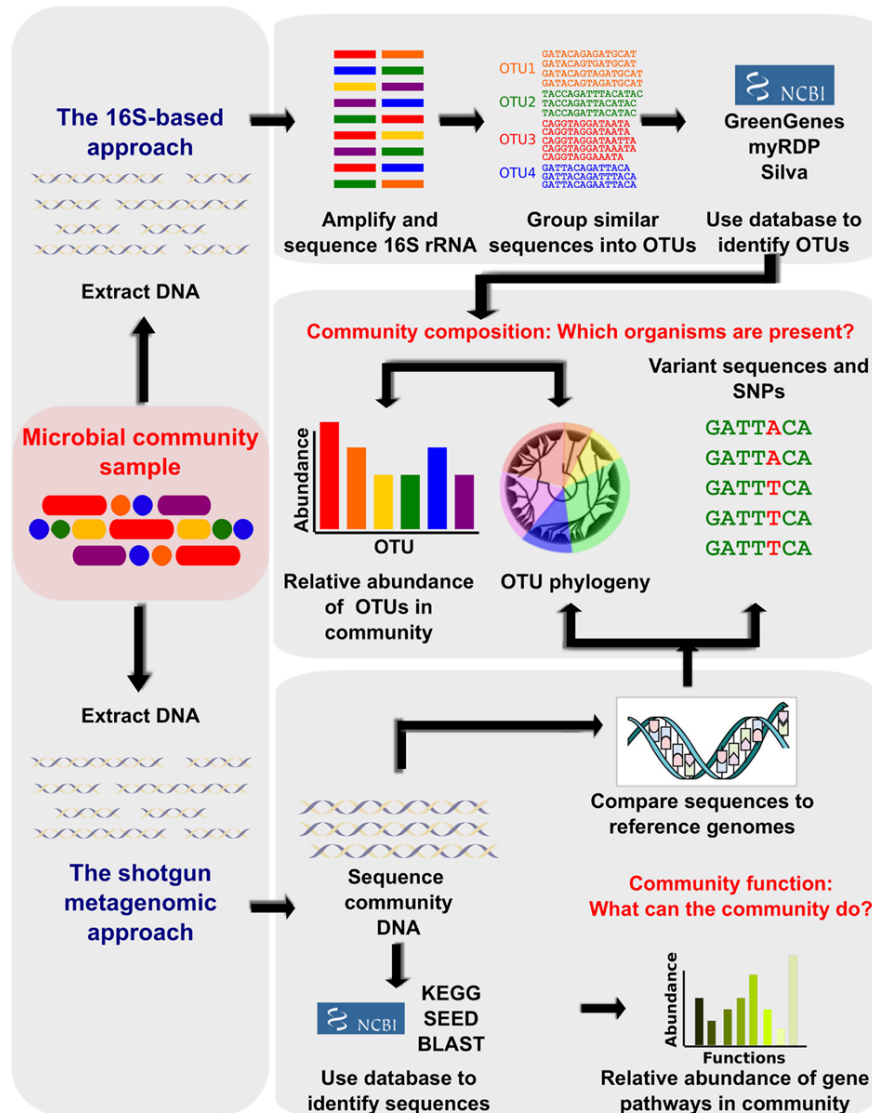 The 16S-based
approach
Extract DNA
Microbial community
sample
Extract DNA
The shotgun
metagenomic
approach
OTU1
GATACAGAGATGCAT
GATACAGTGATGCAT
GATACAGTAGATGCAT
GATACAGTAGATGCAT
OTU2
TACCAGATTTACATAC
TACCAGATTACATAC
TACCAGATTACATAC
OTU3
CAGGTAGGATAATA
CAGGTAGGATAATA
CAGGTAGGATAATTA
CAGGTAGGATAAATA
CAGGTAGGAAATA
OTU4
GATTACAGATTACA
GATTACAGATTTACA
GATTACAGAATTACA
NCBI
GreenGenes
myRDP
Silva
Amplify and
sequence 16S rRNA
Group similar
sequences into OTUs
Use database to
identify OTUs
Community composition: Which organisms are present?
Variant sequences and
SNPs
GATTACA
GATTACA
GATTTCA
GATTTCA
GATTTCA
Abundance
OTU
Relative abundance
of OTUs in
community
OTU phylogeny
Compare sequences to
reference genomes
Sequence
community
DNA
Community function:
What can the community do?
NCBI
KEGG
SEED
BLAST
Use database to
identify sequences
Abundance
Functions
Relative abundance of gene
pathways in community